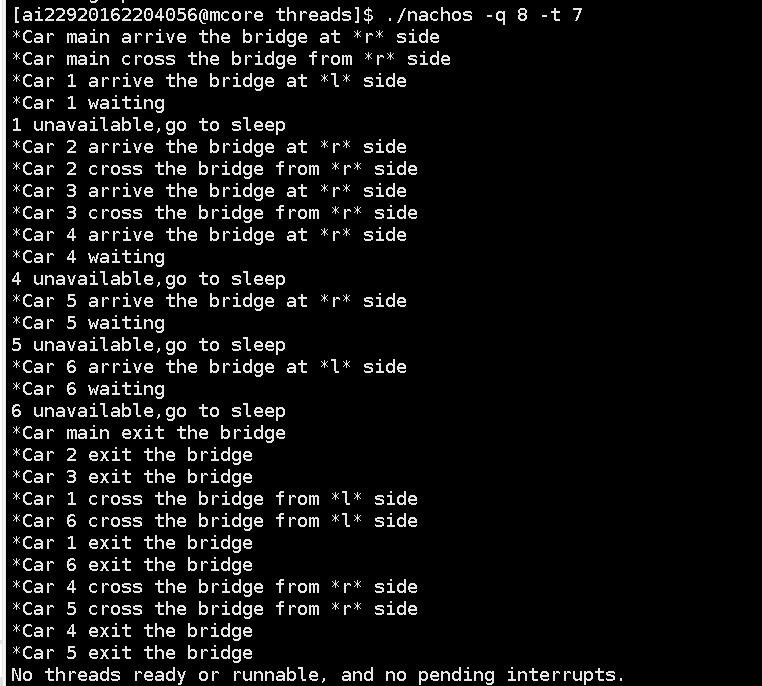 [ai22920162204056@mcore threads]$ ./nachos -q 8 -t 7
*Car main arrive the bridge at *r* side
*Car main cross the bridge from *r* side
*Car 1 arrive the bridge at *l* side
*Car 1 waiting
1 unavailable,go to sleep
*Car 2 arrive the bridge at *r* side
*Car 2 cross the bridge from *r* side
*Car 3 arrive the bridge at *r* side
*Car 3 cross the bridge from *r* side
*Car 4 arrive the bridge at *r* side
*Car 4 waiting
4 unavailable,go to sleep
*Car 5 arrive the bridge at *r* side
*Car 5 waiting
5 unavailable,go to sleep
*Car 6 arrive the bridge at *l* side
*Car 6 waiting
6 unavailable,go to sleep
*Car main exit the bridge
*Car 2 exit the bridge
*Car 3 exit the bridge
*Car 1 cross the bridge from *l* side
*Car 6 cross the bridge from *l* side
*Car 1 exit the bridge
*Car 6 exit the bridge
*Car 4 cross the bridge from *r* side
*Car 5 cross the bridge from *r* side
*Car 4 exit the bridge
*Car 5 exit the bridge
No threads ready or runnable, and no pending interrupts.